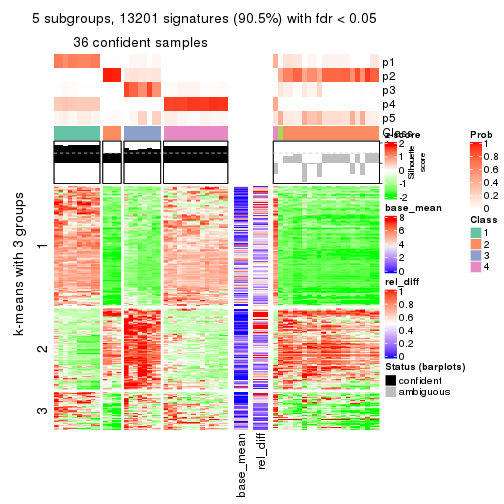 5 subgroups, 13201 signatures (90.5%) with fdr < 0.05
36 confident samples
p1
p2
p3
p4
p5
Class
Silhouette
score
k-means with 3 groups
1
2
3
base_mean
rel_diff
z-score
2
1
0
-1
-2
base_mean
8
6
4
2
0
rel_diff
1
0.8
0.6
0.4
0.2
0
Status (barplots)
confident
ambiguous
Prob
1
0.8
0.6
0.4
0.2
0
Class
1
2
3
4